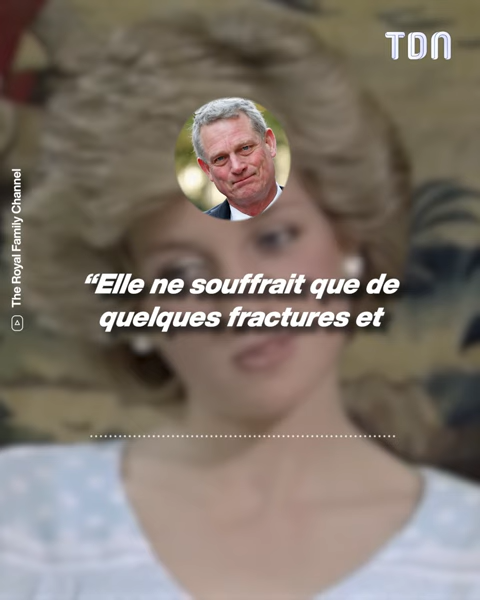 TDN
The Royal Family Channel
“Elle ne souffrait que de
quelques fractures et